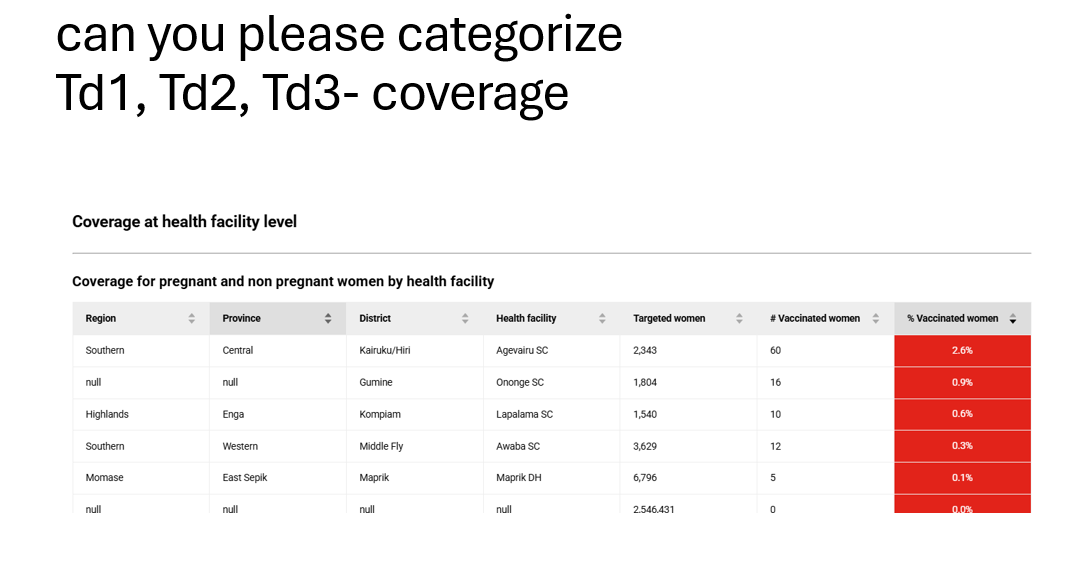 can you please categorize
Td1, Td2, Td3- coverage
Coverage at health facility level
Coverage for pregnant and non pregnant women by health facility
Region Province District Health facility Targeted women # Vaccinated women % Vaccinated women
Southern Central Kairuku/Hiri Agevairu SC 2,343 60 2.6%
null null Gumine Ononge SC 1,804 16 0.9%
Highlands Enga Kompiam Lapalama SC 1,540 10 0.6%
Southern Western Middle Fly Awaba SC 3,629 12 0.3%
Momase East Sepik Maprik Maprik DH 6,796 5 0.1%
null null null null 2,546,431 0 0.0%